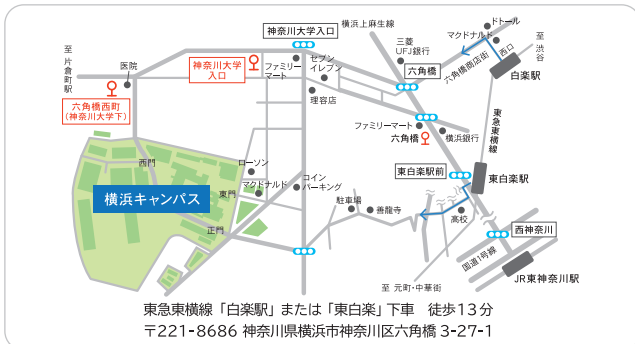 神奈川大学入口
横浜上麻生線
ドトール
マクドナルド
西口
至 渋谷
至 片倉町駅
医院
神奈川大学
入口
ファミリー
マート
セブン
イレブン
三菱
UFJ銀行
六角橋
六角橋商店街
白楽駅
六角橋西町
(神奈川大学下)
理容店
ファミリーマート
六角橋
横浜銀行
東急東横線
西門
ローソン
東白楽駅前
東白楽駅
横浜キャンパス
東門
マクドナルド
コイン
パーキング
駐車場
善龍寺
高校
正門
西神奈川
国道1号線
JR東神奈川駅
至 元町・中華街
東急東横線「白楽駅」または「東白楽」下車 徒歩13分
〒221-8686 神奈川県横浜市神奈川区六角橋 3-27-1